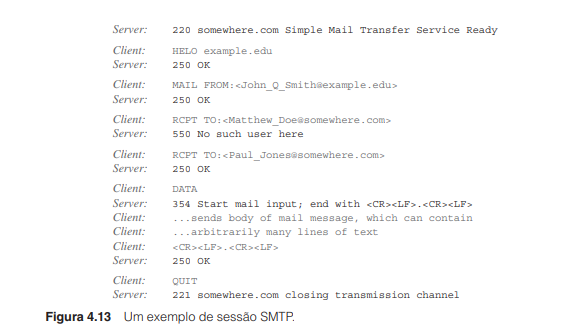 Server: 220 somewhere.com Simple Mail Transfer Service Ready
Client: HELO example.edu
Server: 250 OK
Client: MAIL FROM:<John_Q_Smith@example.edu>
Server: 250 OK
Client: RCPT TO:<Matthew_Doe@somewhere.com>
Server: 550 No such user here
Client: RCPT TO:<Paul_Jones@somewhere.com>
Server: 250 OK
Client: DATA
Server: 354 Start mail input; end with <CR><LF>.<CR><LF>
Client: ...sends body of mail message, which can contain
Client: ...arbitrarily many lines of text
Client: <CR><LF>.<CR><LF>
Server: 250 OK
Client: QUIT
Server: 221 somewhere.com closing transmission channel
Figura 4.13 Um exemplo de sessão SMTP.